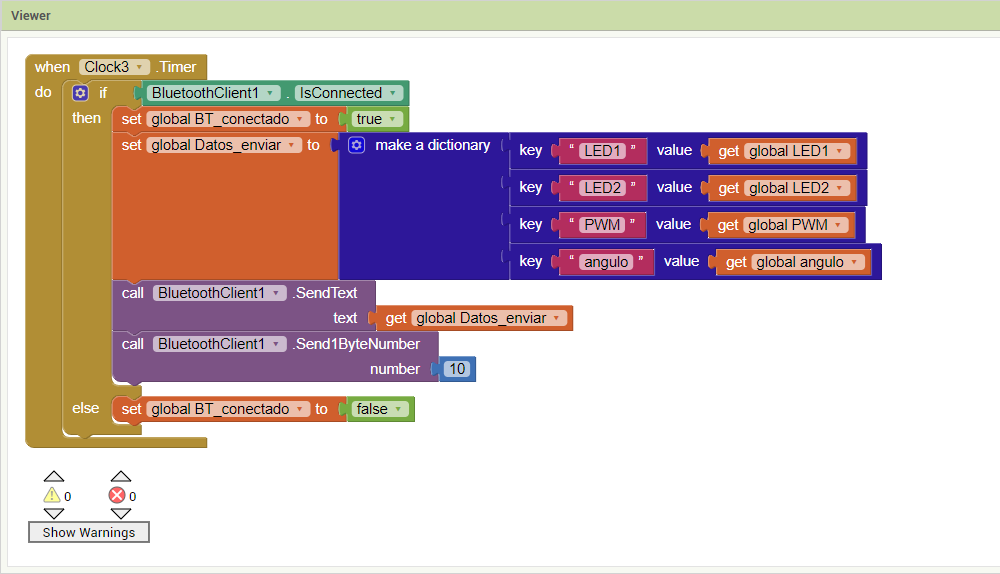 Viewer
when Clock3 .Timer
do if BluetoothClient1 . IsConnected
then set global BT_conectado to true
set global Datos_enviar to make a dictionary key " LED1 " value get global LED1
key " LED2 " value get global LED2
key " PWM " value get global PWM
key " angulo " value get global angulo
call BluetoothClient1 .SendText
text get global Datos_enviar
call BluetoothClient1 .Send1ByteNumber
number 10
else set global BT_conectado to false
0 0
Show Warnings